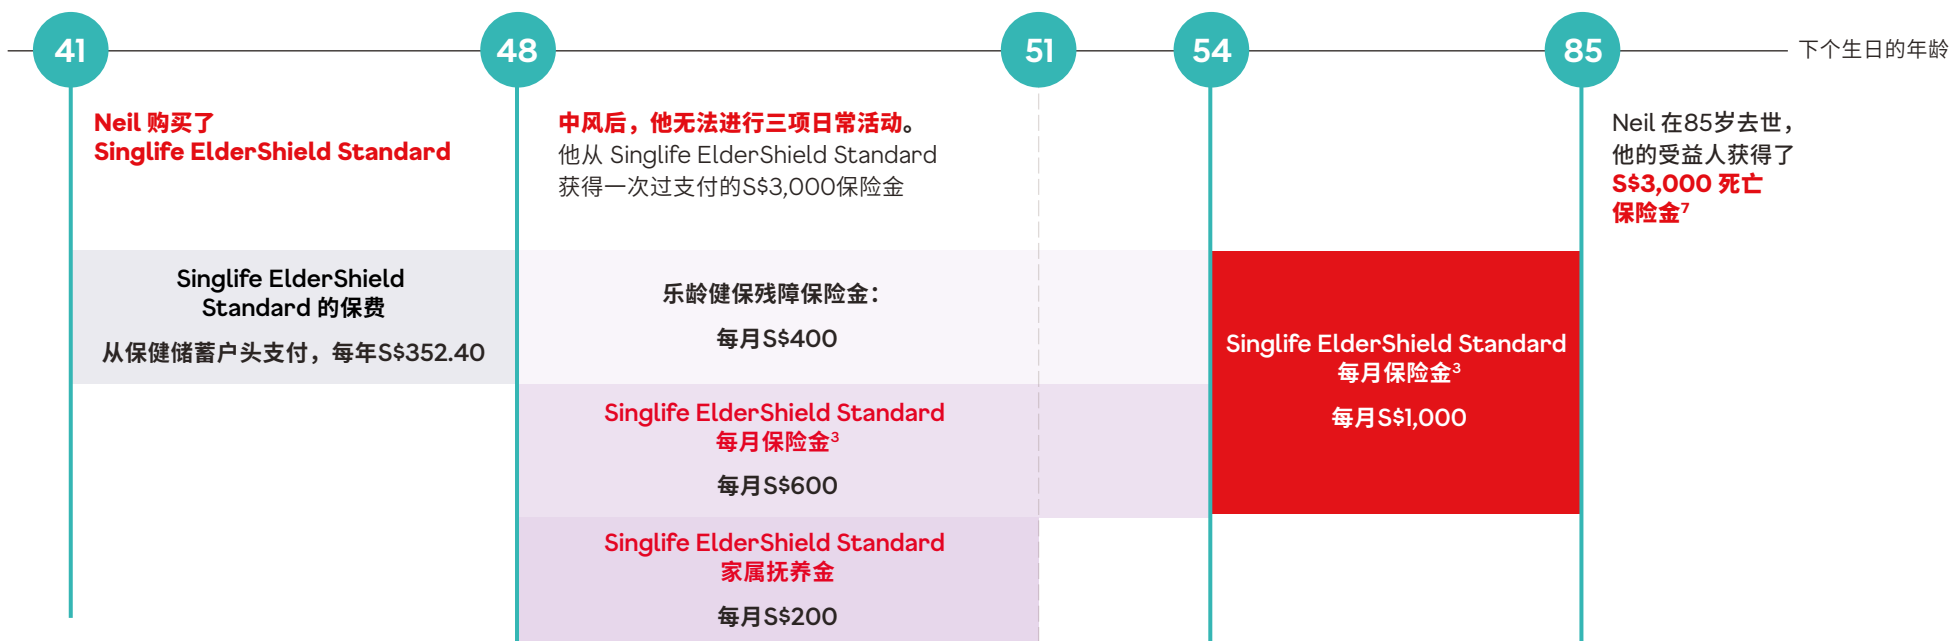 41
48
51
54
85
下个生日的年龄
Neil 购买了
Singlife ElderShield Standard
中风后，他无法进行三项日常活动。
他从 Singlife ElderShield Standard
获得一次过支付的S$3,000保险金
Neil 在85岁去世，
他的受益人获得了
S$3,000 死亡
保险金7
Singlife ElderShield
Standard 的保费
从保健储蓄户头支付，每年S$352.40
乐龄健保残障保险金：
每月S$400
Singlife ElderShield Standard
每月保险金3
每月S$600
Singlife ElderShield Standard
家属抚养金
每月S$200
Singlife ElderShield Standard
每月保险金3
每月S$1,000